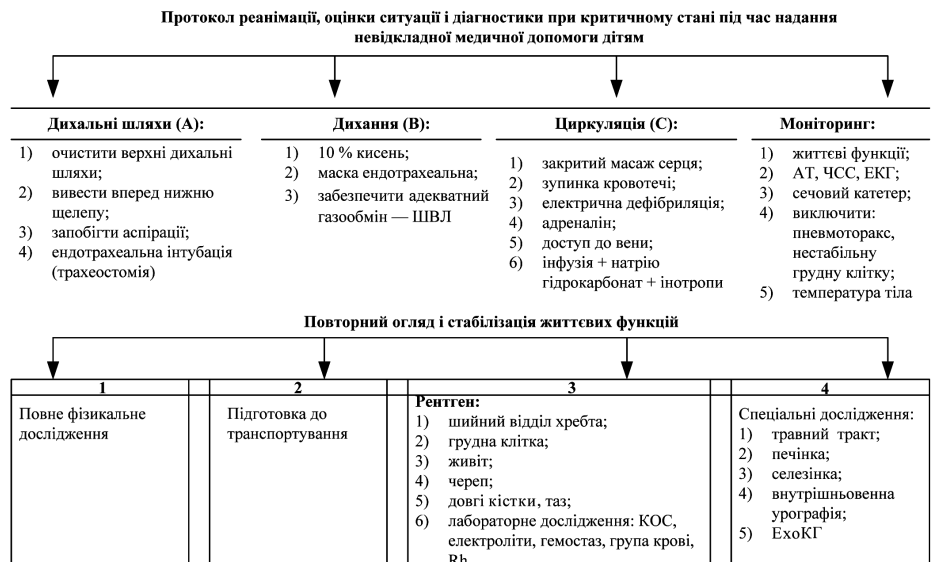 Протокол реанімації, оцінки ситуації і діагностики при критичному стані під час надання
невідкладної медичної допомоги дітям
Дихальні шляхи (А):
1) очистити верхні дихальні
шляхи;
2) вивести вперед нижню
щелепу;
3) запобігти аспірації;
4) ендотрахеальна інтубація
(трахеостомія)
Дихання (В):
1) 10 % кисень;
2) маска ендотрахеальна;
3) забезпечити адекватний
газообмін — ШВЛ
Циркуляція (С):
1) закритий масаж серця;
2) зупинка кровотечі;
3) електрична дефібриляція;
4) адреналін;
5) доступ до вени;
6) інфузія + натрію
гідрокарбонат + інотропи
Моніторинг:
1) життєві функції;
2) АТ, ЧСС, ЕКГ;
3) сечовий катетер;
4) виключити:
пневмоторакс,
нестабільну
грудну клітку;
5) температура тіла
Повторний огляд і стабілізація життєвих функцій
1
Повне фізикальне
дослідження
2
Підготовка до
транспортування
3
Рентген:
1) шийний відділ хребта;
2) грудна клітка;
3) живіт;
4) череп;
5) довгі кістки, таз;
6) лабораторне дослідження: КОС,
електроліти, гемостаз, група крові,
Rh
4
Спеціальні дослідження:
1) травний тракт;
2) печінка;
3) селезінка;
4) внутрішньовенна
урографія;
5) ЕхоКГ